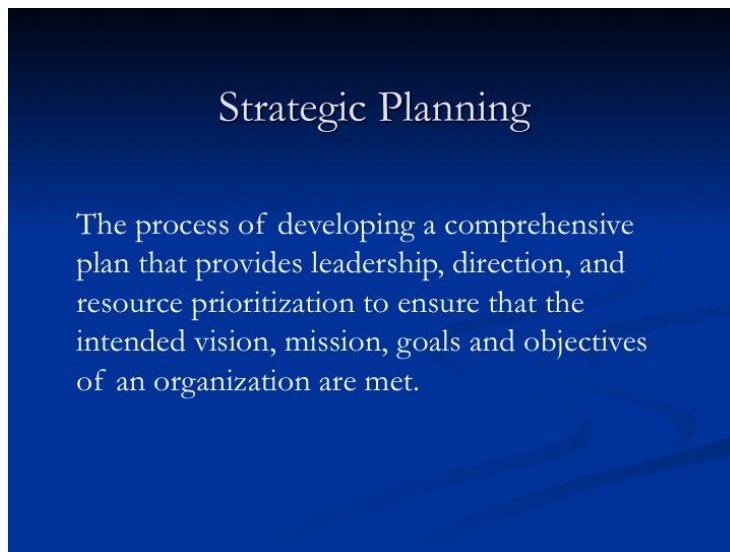 Strategic Planning
The process of developing a comprehensive
plan that provides leadership, direction, and
resource prioritization to ensure that the
intended vision, mission, goals and objectives
of an organization are met.